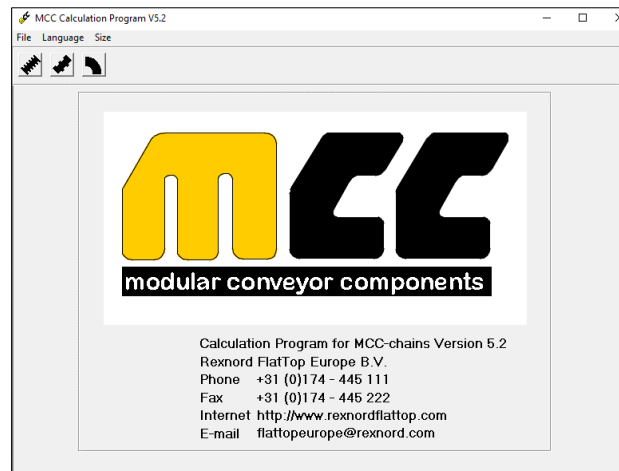 MCC Calculation Program V5.2
File Language Size
mcc
modular conveyor components
Calculation Program for MCC-chains Version 5.2
Rexnord FlatTop Europe B.V.
Phone +31 (0)174 - 445 111
Fax +31 (0)174 - 445 222
Internet http://www.rexnordflattop.com
E-mail flattopeurope@rexnord.com